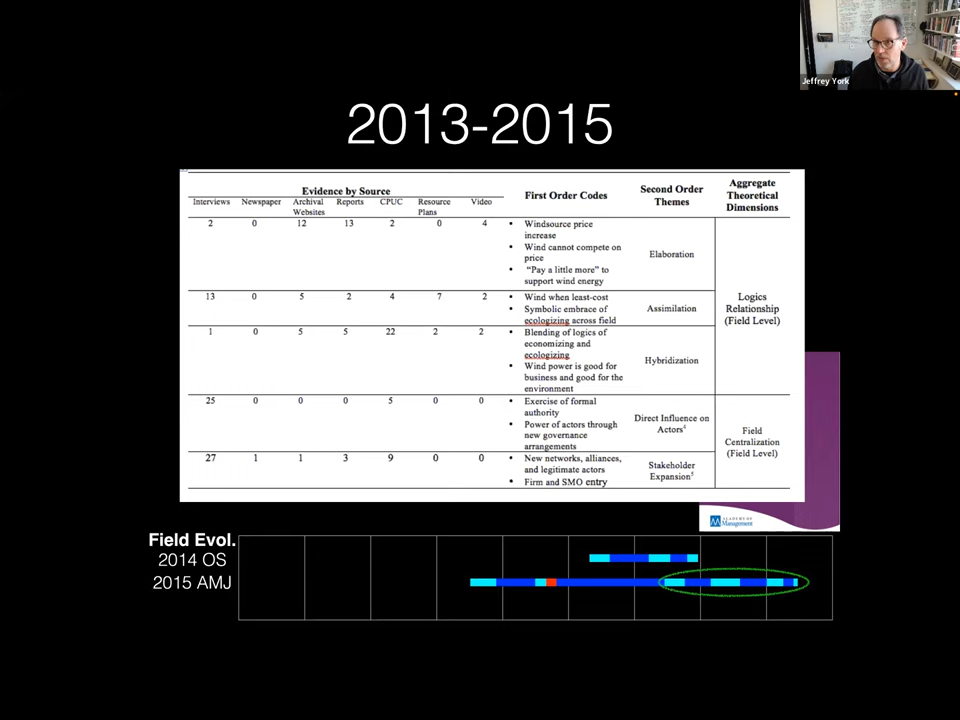 Jeffrey York
2013-2015
Evidence by Source
First Order Codes
Second Order
Themes
Aggregate
Theoretical
Dimensions
Interviews
Newspaper
Archival
Websites
Reports
CPUC
Resource
Plans
Video
2 0 12 13 2 0 4
• Windsource price
increase
• Wind cannot compete on
price
• "Pay a little more" to
support wind energy
Elaboration
13 0 5 2 4 7 2
• Wind when least-cost
• Symbolic embrace of
ecologizing across field
Assimilation
Logics
Relationship
(Field Level)
1 0 5 5 22 2 2
• Blending of logics of
economizing and
ecologizing
• Wind power is good for
business and good for the
environment
Hybridization
25 0 0 0 5 0 0
• Exercise of formal
authority
• Power of actors through
new governance
arrangements
Direct Influence on
Actors⁶
Field
Centralization
(Field Level)
27 1 1 3 9 0 0
• New networks, alliances,
and legitimate actors
• Firm and SMO entry
Stakeholder
Expansion⁵
ACADEMY OF
Management
Field Evol.
2014 OS
2015 AMJ